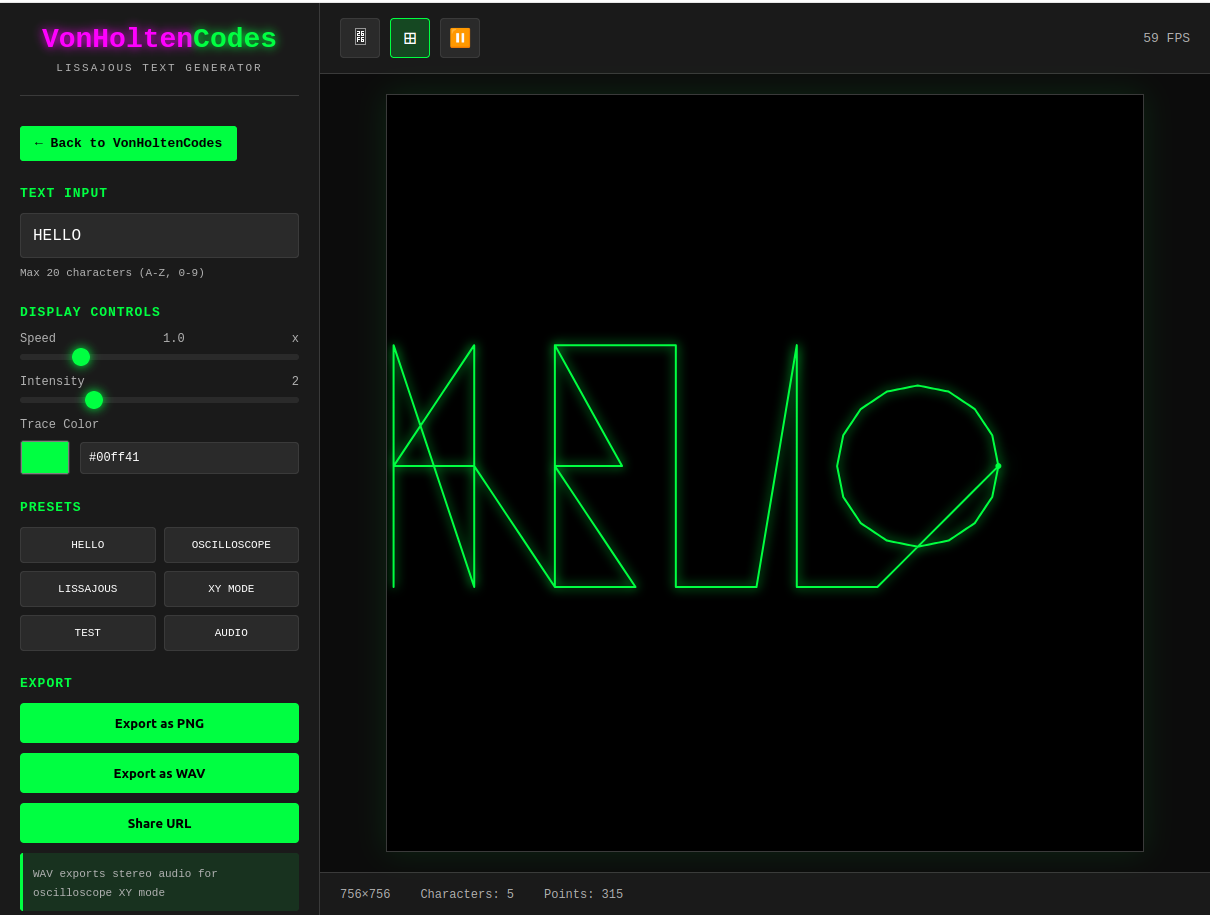 VonHoltenCodes
LISSAJOUS TEXT GENERATOR
← Back to VonHoltenCodes
TEXT INPUT
HELLO
Max 20 characters (A-Z, 0-9)
DISPLAY CONTROLS
Speed 1.0 x
Intensity 2
Trace Color
#00ff41
PRESETS
HELLO OSCILLOSCOPE
LISSAJOUS XY MODE
TEST AUDIO
EXPORT
Export as PNG
Export as WAV
Share URL
WAV exports stereo audio for
oscilloscope XY mode
59 FPS
HELLO
756×756 Characters: 5 Points: 315